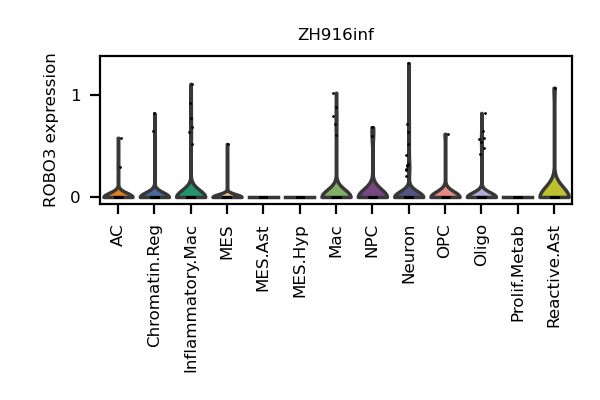 ZH916inf
ROBO3 expression
1
0
AC
Chromatin.Reg
Inflammatory.Mac
MES
MES.Ast
MES.Hyp
Mac
NPC
Neuron
OPC
Oligo
Prolif.Metab
Reactive.Ast